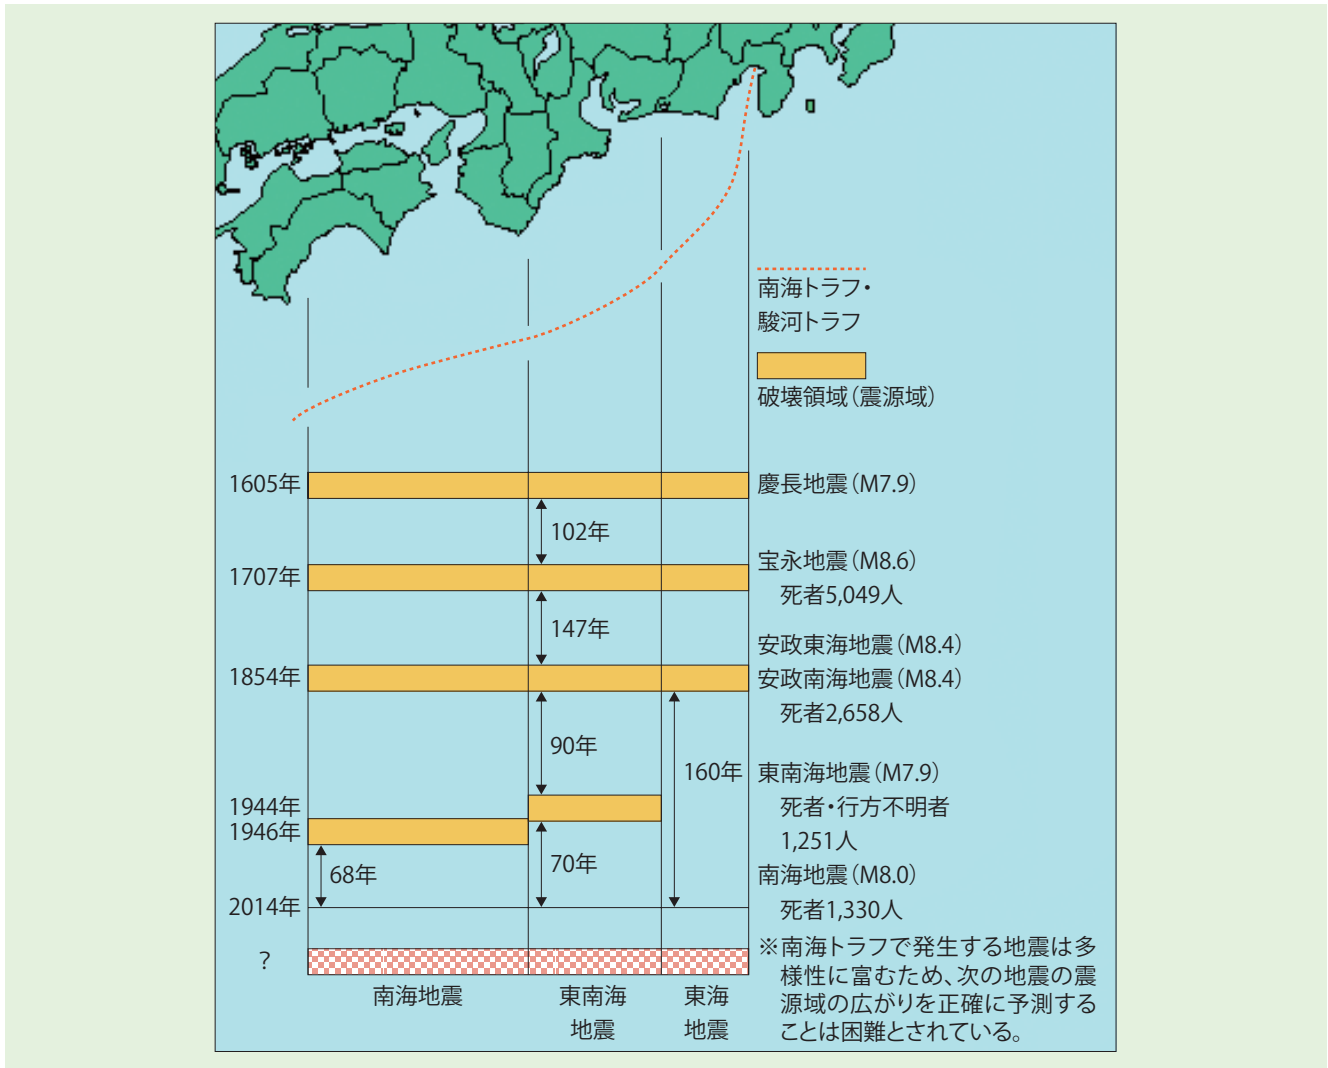 南海トラフ・
駿河トラフ
破壊領域(震源域)
1605年
慶長地震(M7.9)
102年
1707年
宝永地震(M8.6)
死者5,049人
147年
1854年
安政東海地震(M8.4)
安政南海地震(M8.4)
死者2,658人
90年
160年
東南海地震(M7.9)
死者・行方不明者
1,251人
1944年
1946年
68年
70年
南海地震(M8.0)
死者1,330人
2014年
?
南海地震
東南海
地震
東海
地震
※南海トラフで発生する地震は多
様性に富むため、次の地震の震
源域の広がりを正確に予測する
ことは困難とされている。